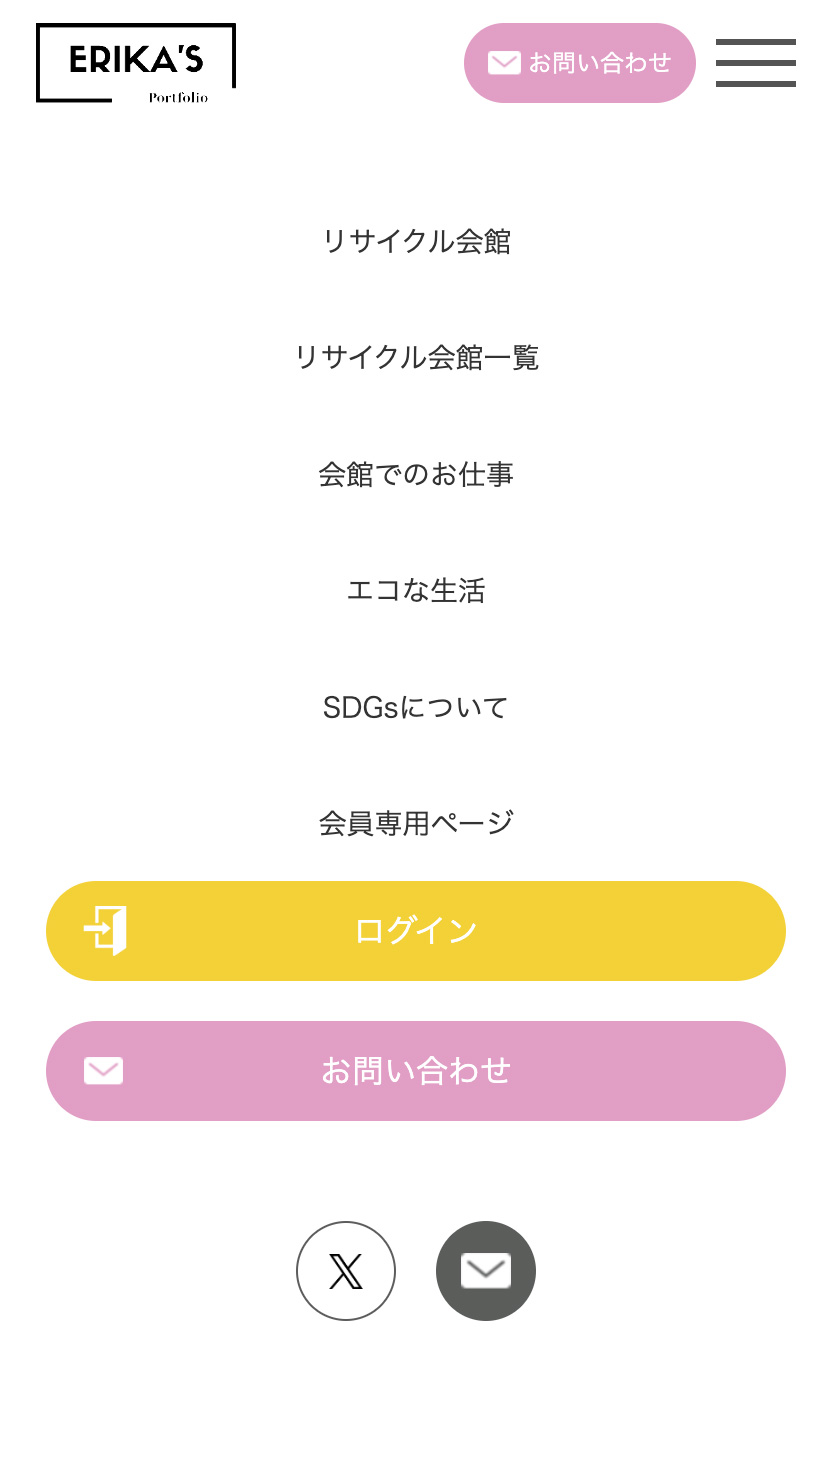 ERIKA'S
Portfolio
お問い合わせ
リサイクル会館
リサイクル会館一覧
会館でのお仕事
エコな生活
SDGsについて
会員専用ページ
ログイン
お問い合わせ
𝕏